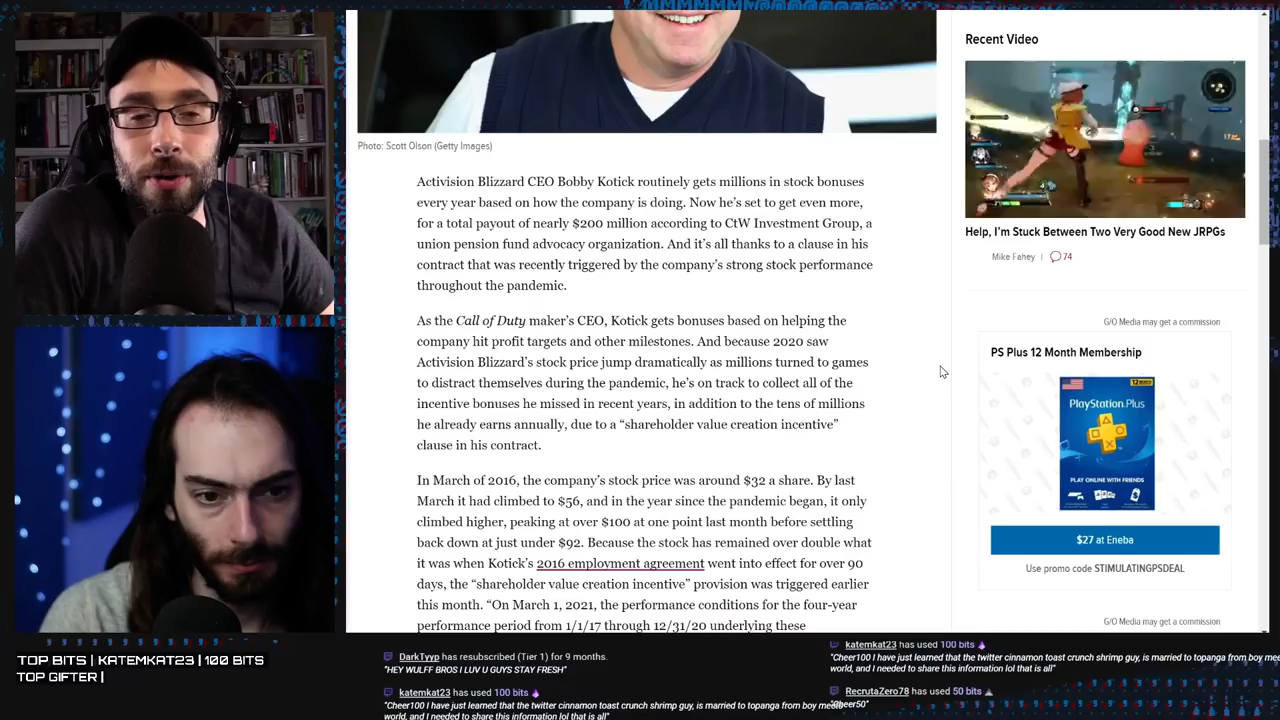 Photo: Scott Olson (Getty Images)
Activision Blizzard CEO Bobby Kotick routinely gets millions in stock bonuses
every year based on how the company is doing. Now he's set to get even more,
for a total payout of nearly $200 million according to CtW Investment Group, a
union pension fund advocacy organization. And it's all thanks to a clause in his
contract that was recently triggered by the company's strong stock performance
throughout the pandemic.
As the Call of Duty maker's CEO, Kotick gets bonuses based on helping the
company hit profit targets and other milestones. And because 2020 saw
Activision Blizzard's stock price jump dramatically as millions turned to games
to distract themselves during the pandemic, he's on track to collect all of the
incentive bonuses he missed in recent years, in addition to the tens of millions
he already earns annually, due to a “shareholder value creation incentive”
clause in his contract.
In March of 2016, the company's stock price was around $32 a share. By last
March it had climbed to $56, and in the year since the pandemic began, it only
climbed higher, peaking at over $100 at one point last month before settling
back down at just under $92. Because the stock has remained over double what
it was when Kotick's 2016 employment agreement went into effect for over 90
days, the “shareholder value creation incentive” provision was triggered earlier
this month. “On March 1, 2021, the performance conditions for the four-year
performance period from 1/1/17 through 12/31/20 underlying these
Recent Video
Help, I'm Stuck Between Two Very Good New JRPGs
Mike Fahey | 74
G/O Media may get a commission
PS Plus 12 Month Membership
12 MONTH
PlayStation.Plus
PLAY ONLINE WITH FRIENDS
$27 at Eneba
Use promo code STIMULATINGPSDEAL
G/O Media may get a commission
TOP BITS | KATEMKAT23 | 100 BITS
TOP GIFTER |
DarkTyyp has resubscribed (Tier 1) for 9 months.
"HEY WULFF BROS I LUV U GUYS STAY FRESH"
katemkat23 has used 100 bits
"Cheer100 I have just learned that the twitter cinnamon toast crunch shrimp guy, is married to topanga from boy meets
world, and I needed to share this information lol that is all"
katemkat23 has used 100 bits
"Cheer100 I have just learned that the twitter cinnamon toast crunch shrimp guy, is married to topanga from boy mee
world, and I needed to share this information lol that is all"
RecrutaZero78 has used 50 bits
"Cheer50"